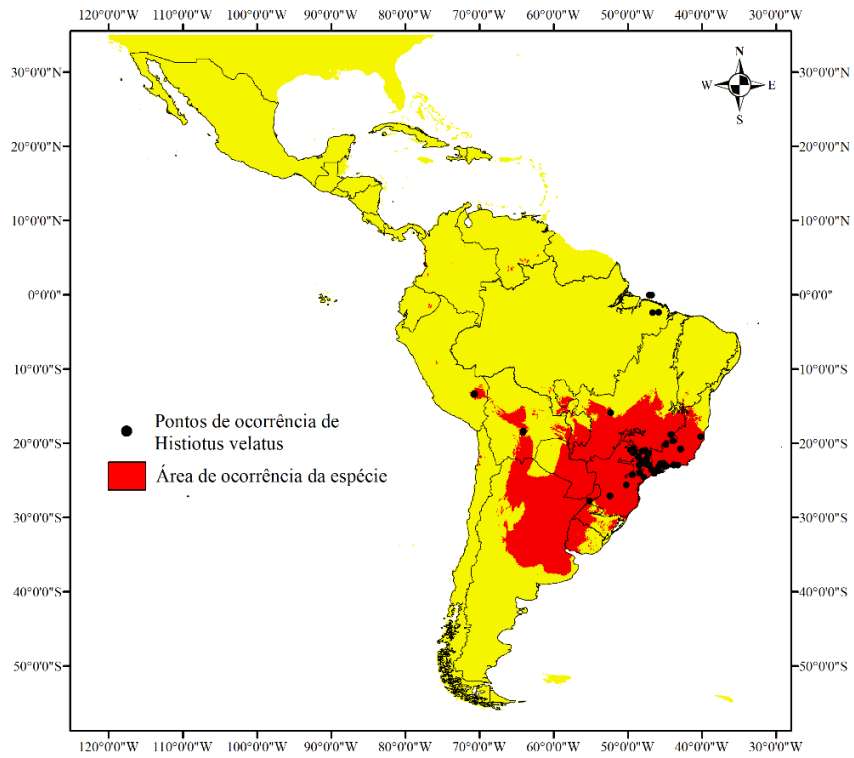 120°0'0"W 110°0'0"W 100°0'0"W 90°0'0"W 80°0'0"W 70°0'0"W 60°0'0"W 50°0'0"W 40°0'0"W 30°0'0"W
N
W E
S
30°0'0"N 30°0'0"N
20°0'0"N 20°0'0"N
10°0'0"N 10°0'0"N
0°0'0" 0°0'0"
10°0'0"S 10°0'0"S
Pontos de ocorrência de
Histiotus velatus
20°0'0"S 20°0'0"S
Área de ocorrência da espécie
30°0'0"S 30°0'0"S
40°0'0"S 40°0'0"S
50°0'0"S 50°0'0"S
120°0'0"W 110°0'0"W 100°0'0"W 90°0'0"W 80°0'0"W 70°0'0"W 60°0'0"W 50°0'0"W 40°0'0"W 30°0'0"W